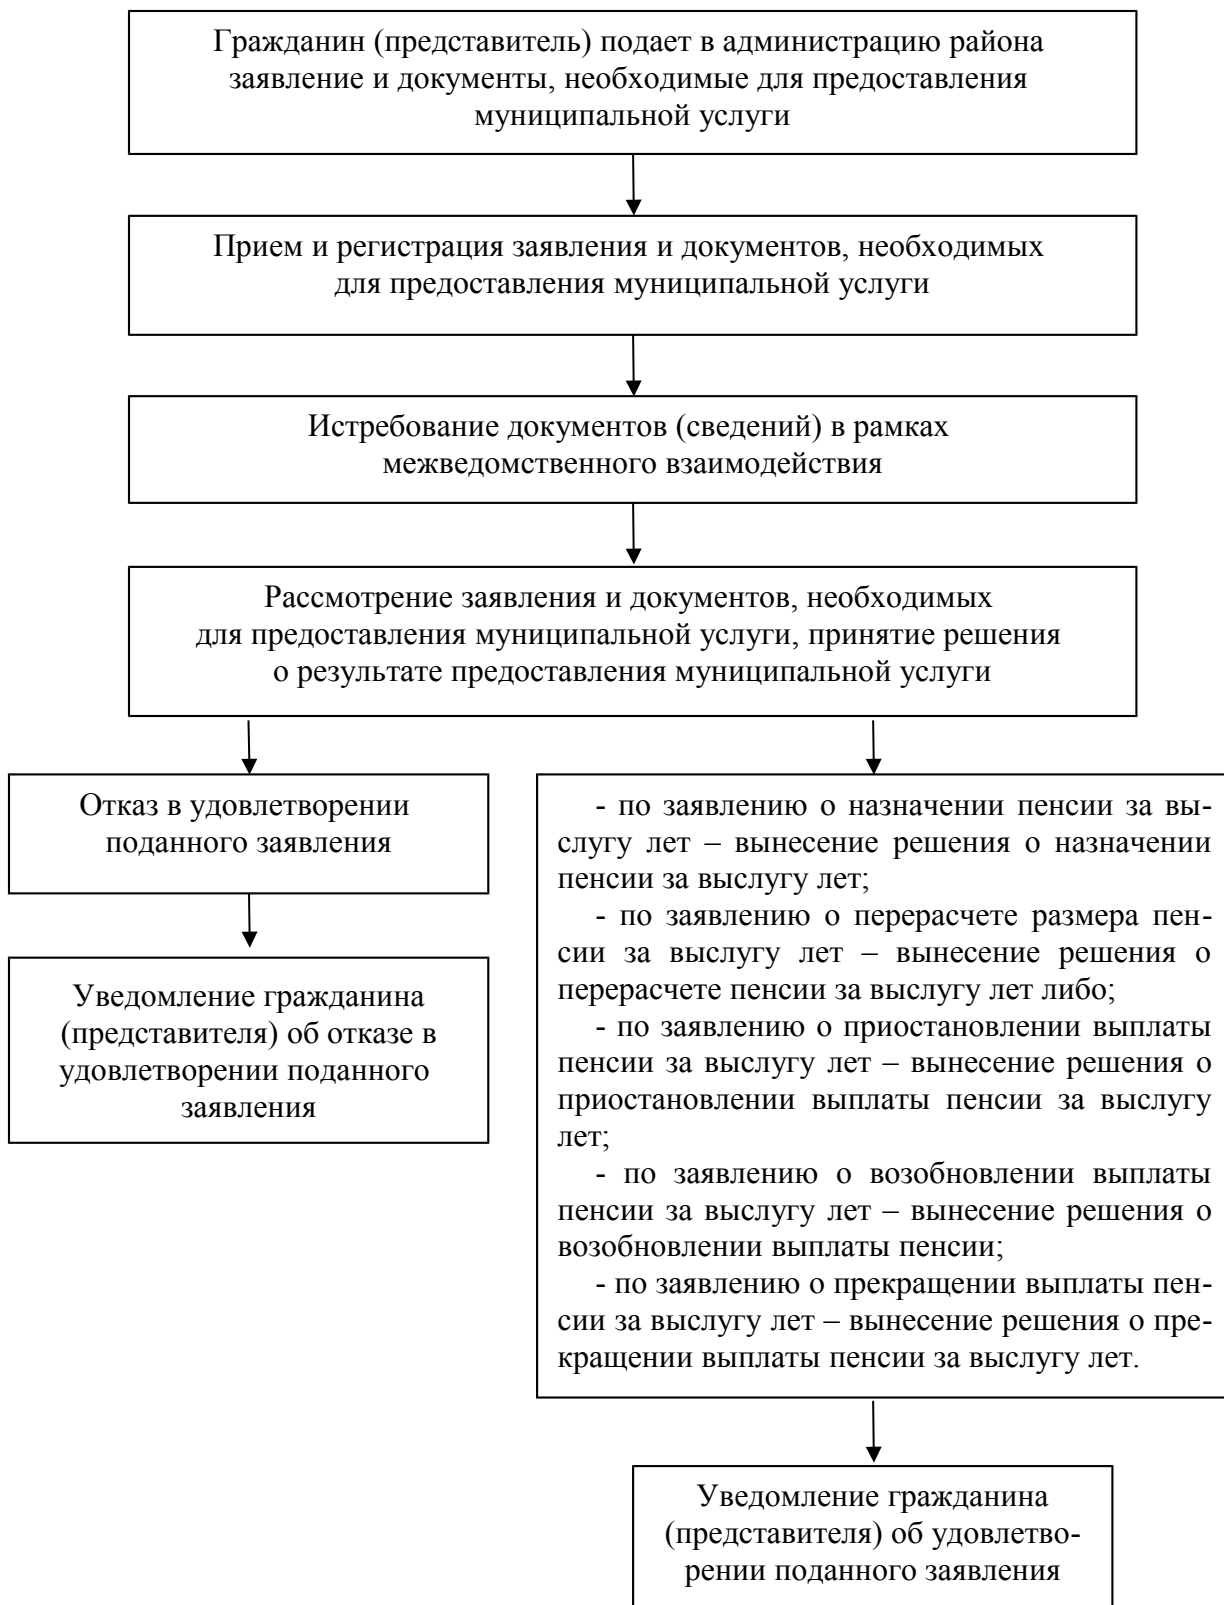 Гражданин (представитель) подает в администрацию района
заявление и документы, необходимые для предоставления
муниципальной услуги
Прием и регистрация заявления и документов, необходимых
для предоставления муниципальной услуги
Истребование документов (сведений) в рамках
межведомственного взаимодействия
Рассмотрение заявления и документов, необходимых
для предоставления муниципальной услуги, принятие решения
о результате предоставления муниципальной услуги
Отказ в удовлетворении
поданного заявления
Уведомление гражданина
(представителя) об отказе в
удовлетворении поданного
заявления
- по заявлению о назначении пенсии за вы-
слугу лет – вынесение решения о назначении
пенсии за выслугу лет;
- по заявлению о перерасчете размера пен-
сии за выслугу лет – вынесение решения о
перерасчете пенсии за выслугу лет либо;
- по заявлению о приостановлении выплаты
пенсии за выслугу лет – вынесение решения о
приостановлении выплаты пенсии за выслугу
лет;
- по заявлению о возобновлении выплаты
пенсии за выслугу лет – вынесение решения о
возобновлении выплаты пенсии;
- по заявлению о прекращении выплаты пен-
сии за выслугу лет – вынесение решения о пре-
кращении выплаты пенсии за выслугу лет.
Уведомление гражданина
(представителя) об удовлетво-
рении поданного заявления